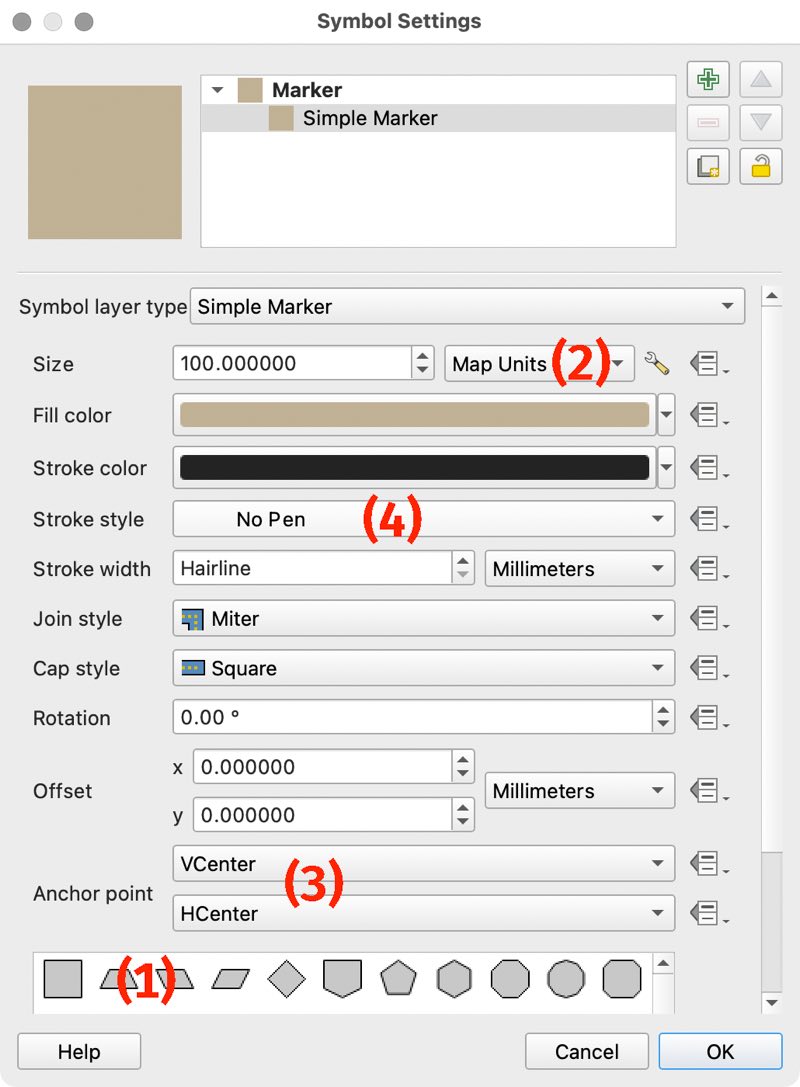 Symbol Settings
Marker
Simple Marker
Symbol layer type Simple Marker
Size 100.000000 Map Units (2)
Fill color
Stroke color
Stroke style No Pen (4)
Stroke width Hairline Millimeters
Join style Miter
Cap style Square
Rotation 0.00 °
x 0.000000
Offset Millimeters
y 0.000000
VCenter
Anchor point (3)
HCenter
(1)
Help Cancel OK